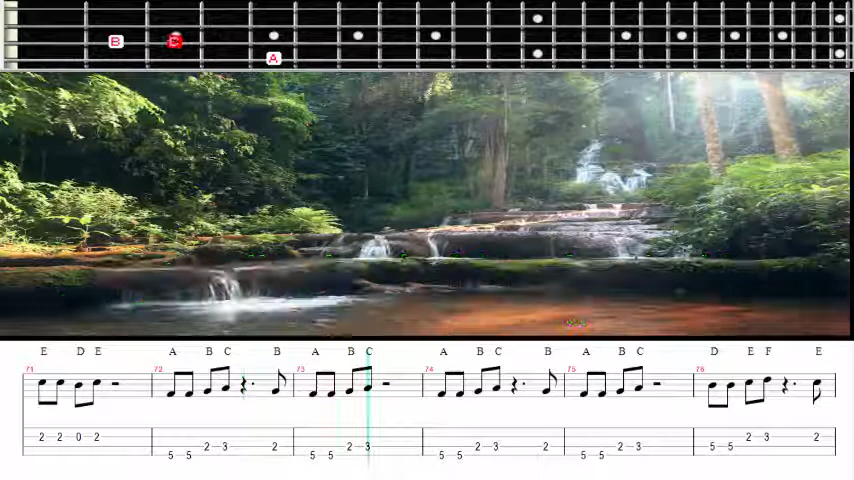 B C
A
E D E A B C B A B C A B C B A B C D E F E
71 72 73 74 75 76
2 2 0 2 2 3 2 2 3 2 3 2 2 3 5 5 2 3 2
5 5 5 5 5 5 5 5